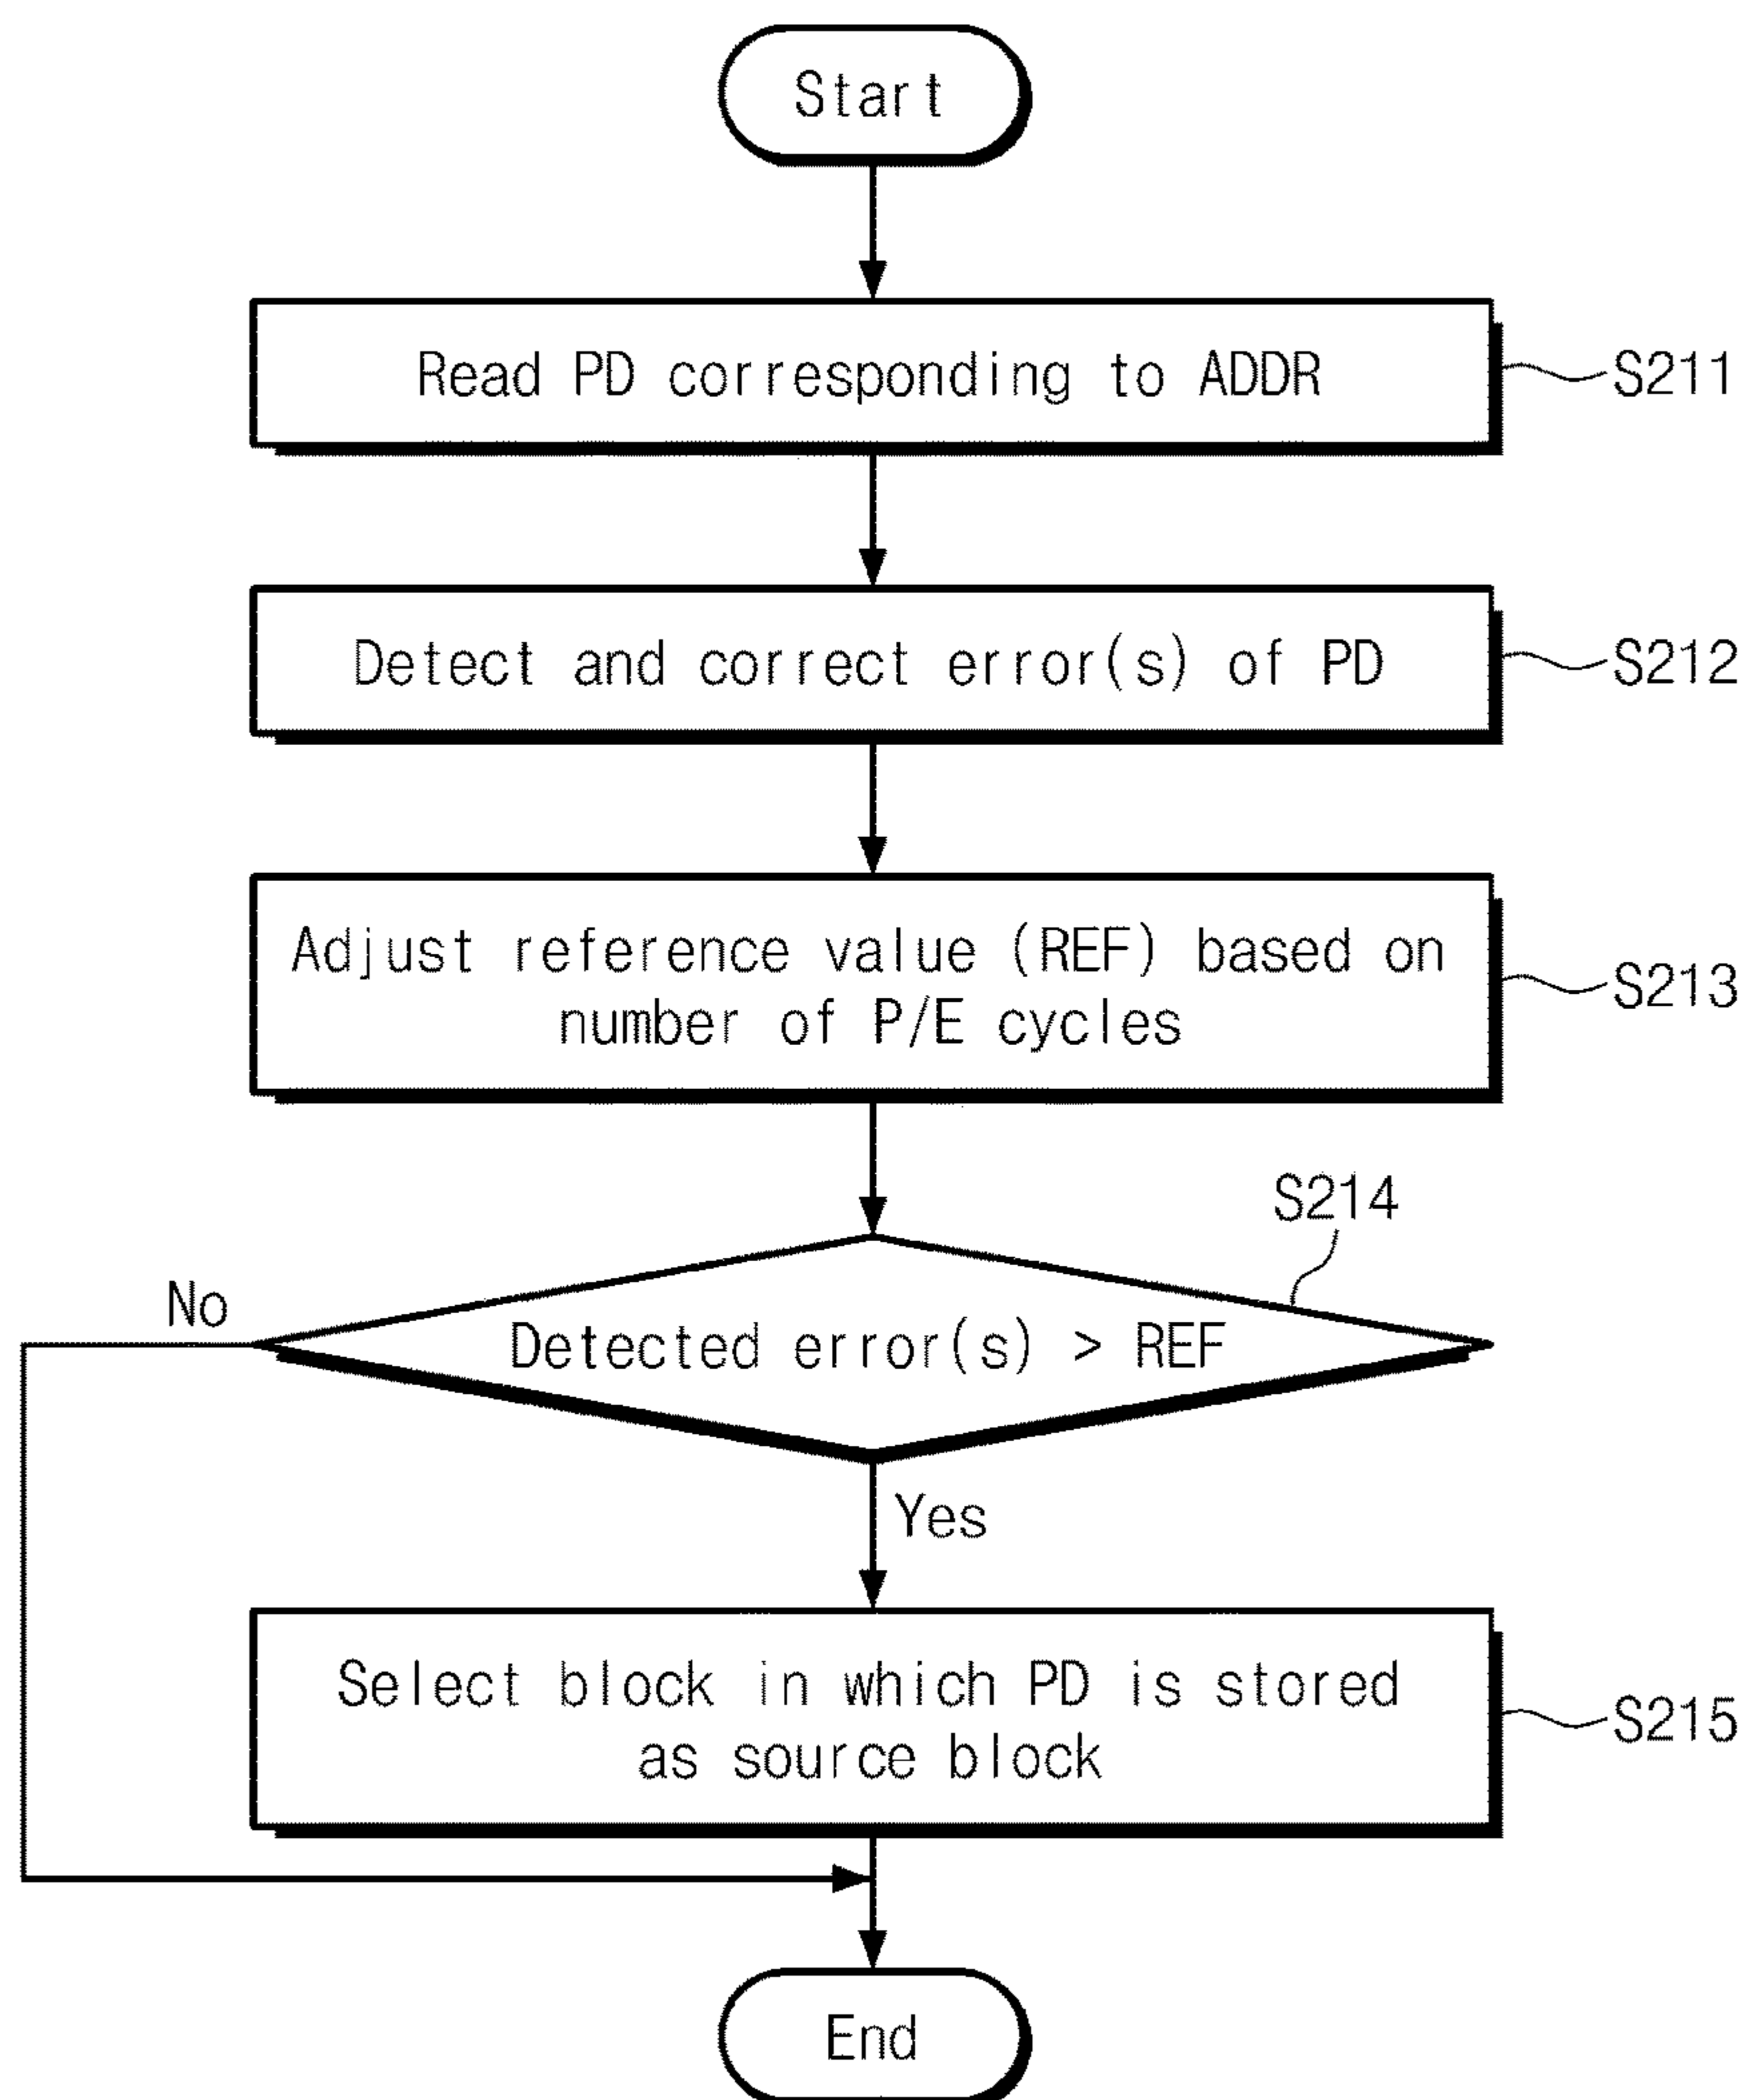 Start
Read PD corresponding to ADDR
S211
Detect and correct error(s) of PD
S212
Adjust reference value (REF) based on
number of P/E cycles
S213
S214
No
Detected error(s) > REF
Yes
Select block in which PD is stored
as source block
S215
End